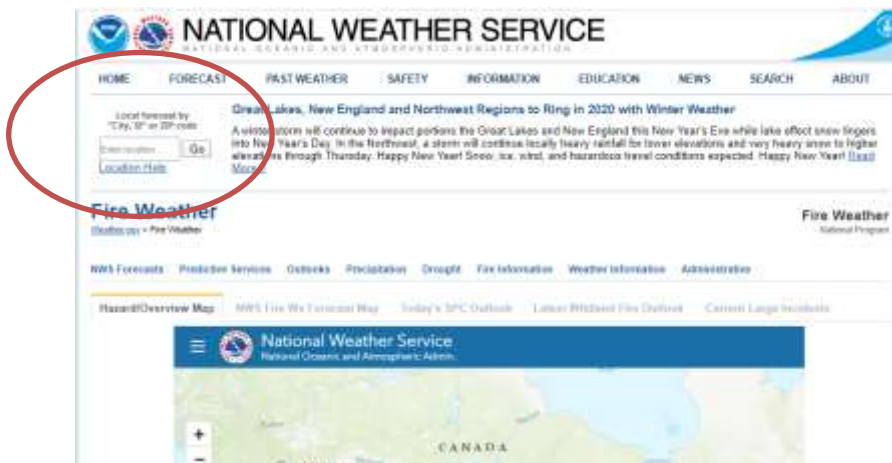 NATIONAL WEATHER SERVICE
NATIONAL OCEANIC AND ATMOSPHERIC ADMINISTRATION
HOME FORECAST PAST WEATHER SAFETY INFORMATION EDUCATION NEWS SEARCH ABOUT
Local forecast by
"City, St" or ZIP code
Enter location Go
Location Help
Great Lakes, New England and Northwest Regions to Ring in 2020 with Winter Weather
A winter storm will continue to impact portions the Great Lakes and New England this New Year's Eve while lake effect snow lingers
into New Year's Day. In the Northwest, a storm will continue locally heavy rainfall for lower elevations and very heavy snow to higher
elevations through Thursday. Happy New Year! Snow, ice, wind, and hazardous travel conditions expected. Happy New Year! Read
More >
Fire Weather
Weather.gov > Fire Weather
Fire Weather
National Program
NWS Forecasts Predictive Services Outlooks Precipitation Drought Fire Information Weather Information Administrative
Hazard/Overview Map NWS Fire Wx Forecast Map Today's SPC Outlook Latest Wildland Fire Outlook Current Large Incidents
National Weather Service
National Oceanic and Atmospheric Admin.
+
CANADA
−